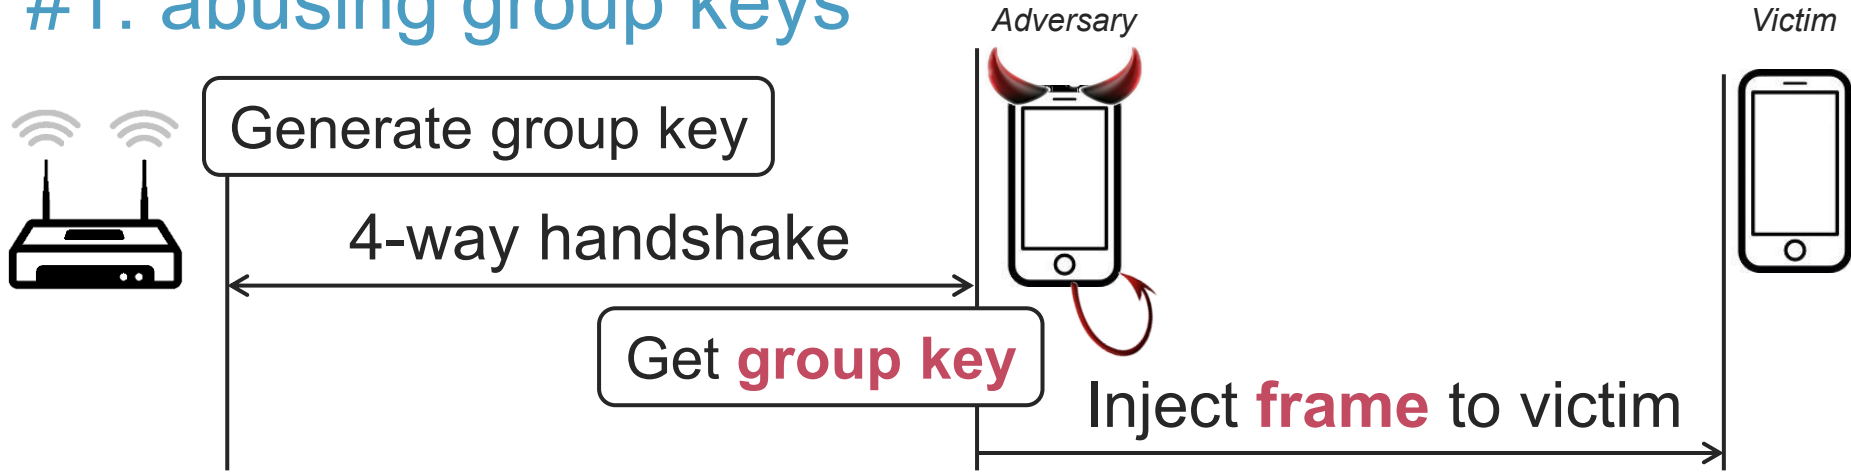 #1: abusing group keys
Adversary
Victim
Generate group key
4-way handshake
Get group key
Inject frame to victim